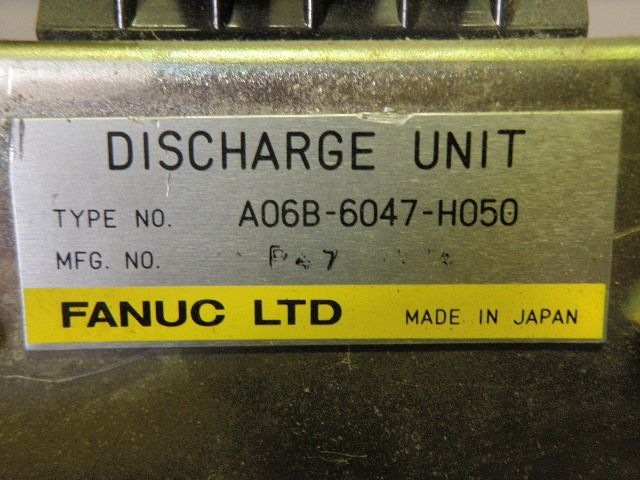 DISCHARGE UNIT
TYPE NO. A06B-6047-H050
MFG. NO.
FANUC LTD MADE IN JAPAN